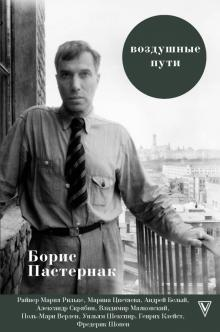 воздушные
пути
Борис
Пастернак
Райнер Мария Рильке, Марина Цветаева, Андрей Белый,
Александр Скрябин, Владимир Маяковский,
Поль-Мари Верлен, Уильям Шекспир, Генрих Клейст,
Фредерик Шопен